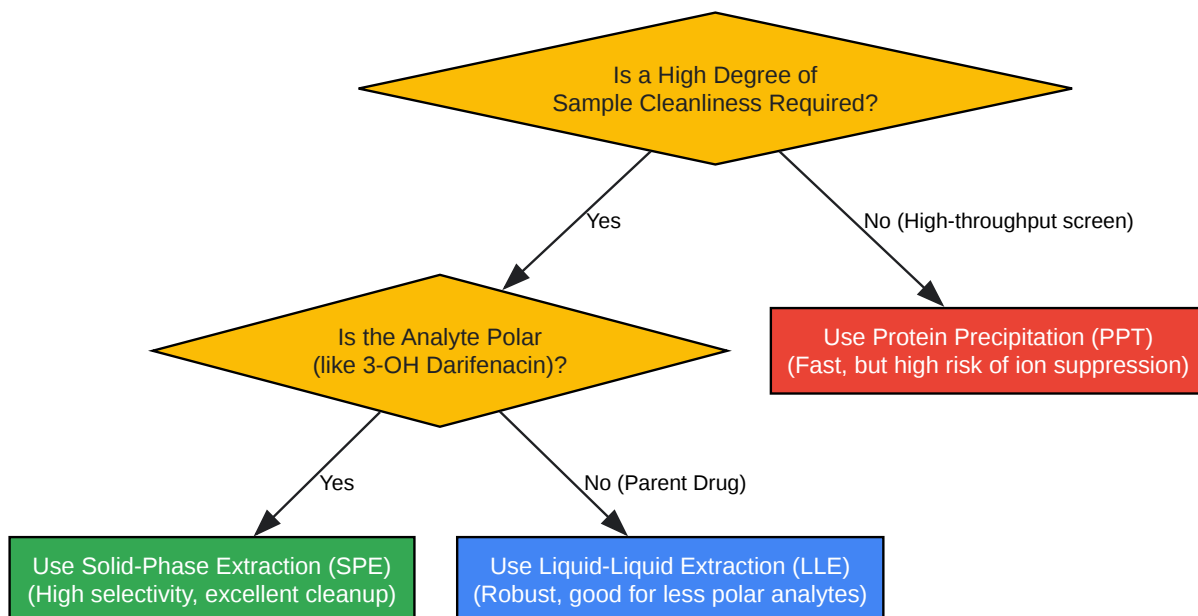 Is a High Degree of
Sample Cleanliness Required?
Yes
No (High-throughput screen)
Is the Analyte Polar
(like 3-OH Darifenacin)?
Use Protein Precipitation (PPT)
(Fast, but high risk of ion suppression)
Yes
No (Parent Drug)
Use Solid-Phase Extraction (SPE)
(High selectivity, excellent cleanup)
Use Liquid-Liquid Extraction (LLE)
(Robust, good for less polar analytes)